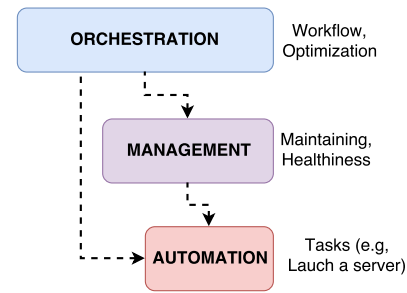 ORCHESTRATION
Workflow,
Optimization
MANAGEMENT
Maintaining,
Healthiness
AUTOMATION
Tasks (e.g,
Lauch a server)